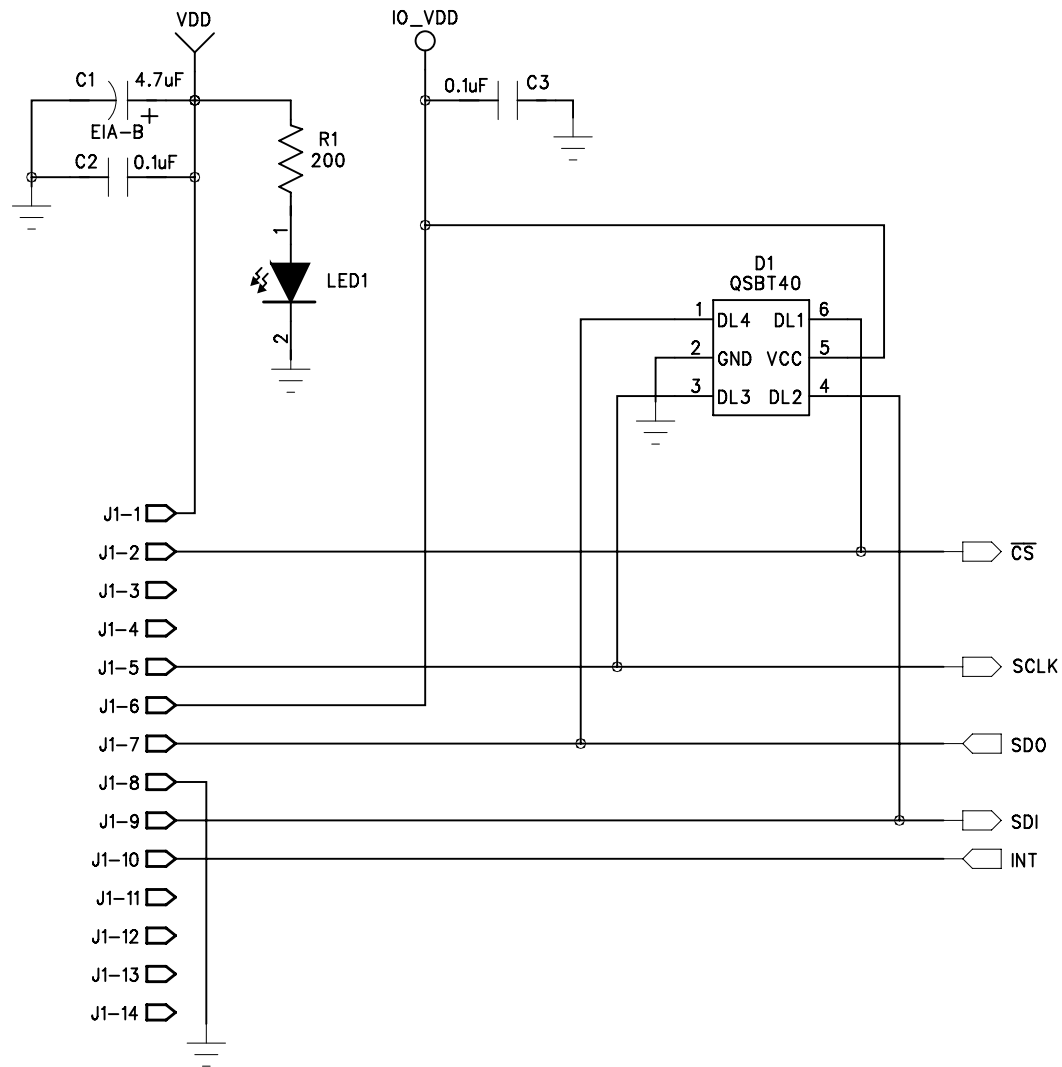 VDD
IO_VDD
C1
4.7uF
+
EIA-B
C2
0.1uF
0.1uF
C3
R1
200
1
LED1
2
D1
QSBT40
1
DL4
DL1
6
2
GND
VCC
5
3
DL3
DL2
4
J1-1
J1-2
CS
J1-3
J1-4
J1-5
SCLK
J1-6
J1-7
SDO
J1-8
J1-9
SDI
J1-10
INT
J1-11
J1-12
J1-13
J1-14